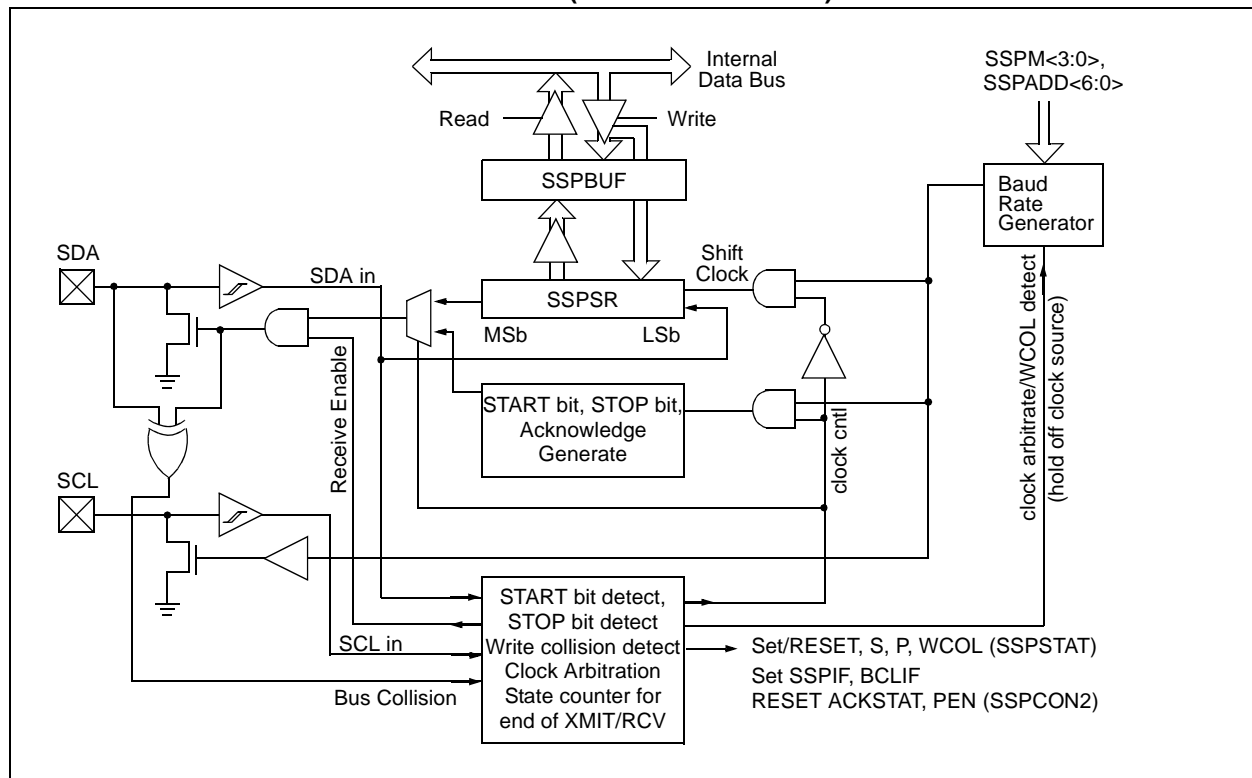 Internal
Data Bus
SSPM<3:0>,
SSPADD<6:0>
Read
Write
SSPBUF
Baud
Rate
Generator
SDA
SDA in
Shift
Clock
SSPSR
MSb
LSb
clock arbitrate/WCOL detect
(hold off clock source)
Receive Enable
START bit, STOP bit,
Acknowledge
Generate
clock cntl
SCL
START bit detect,
STOP bit detect
Write collision detect
Clock Arbitration
State counter for
end of XMIT/RCV
SCL in
Bus Collision
Set/RESET, S, P, WCOL (SSPSTAT)
Set SSPIF, BCLIF
RESET ACKSTAT, PEN (SSPCON2)